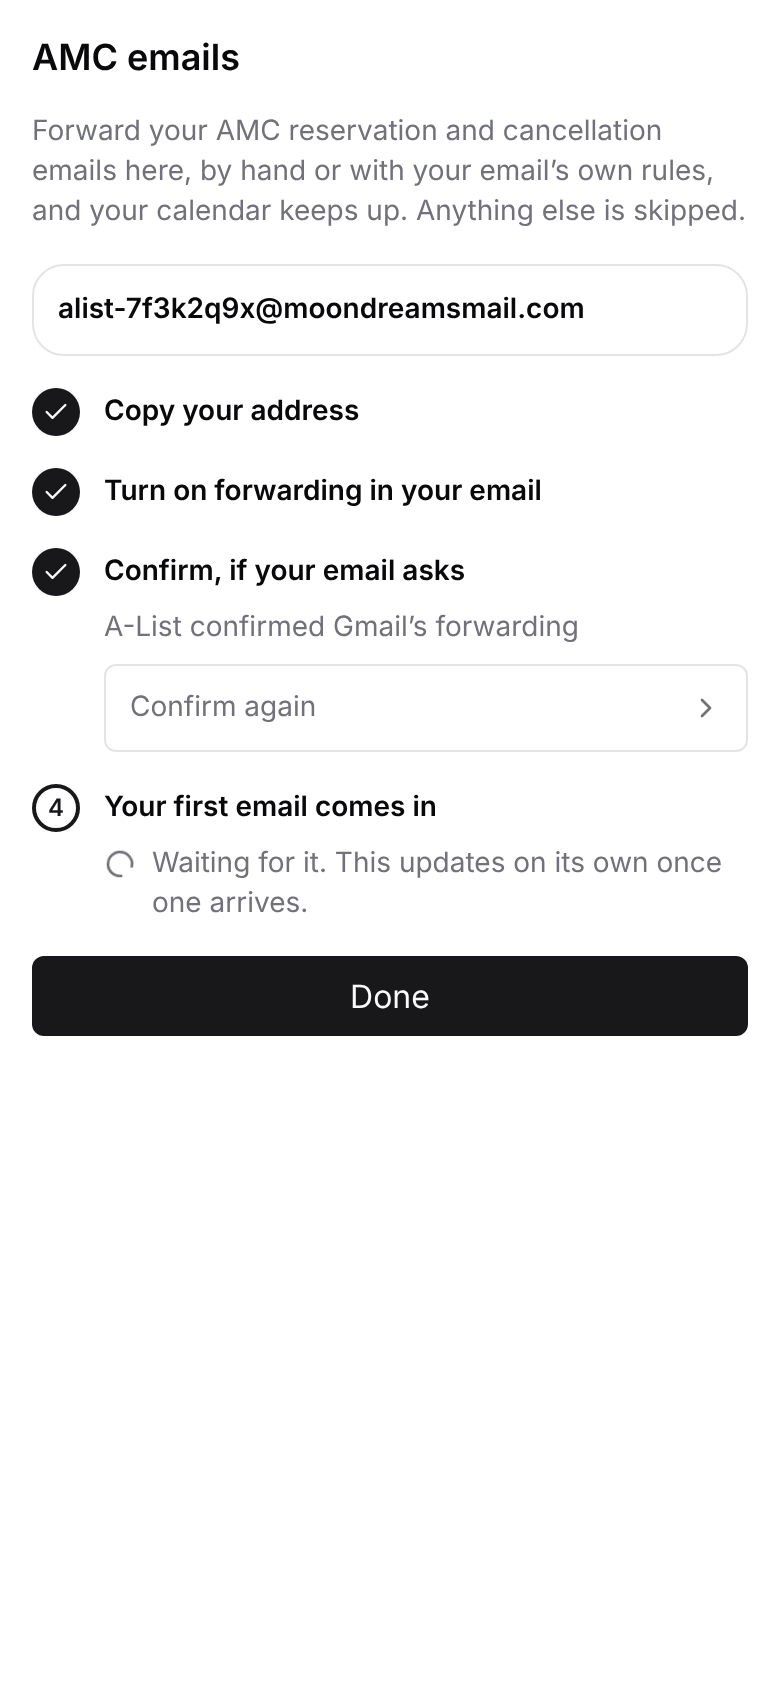 AMC emails
Forward your AMC reservation and cancellation
emails here, by hand or with your email’s own rules,
and your calendar keeps up. Anything else is skipped.
alist-7f3k2q9x@moondreamsmail.com
Copy your address
Turn on forwarding in your email
Confirm, if your email asks
A-List confirmed Gmail’s forwarding
Confirm again
4 Your first email comes in
Waiting for it. This updates on its own once
one arrives.
Done